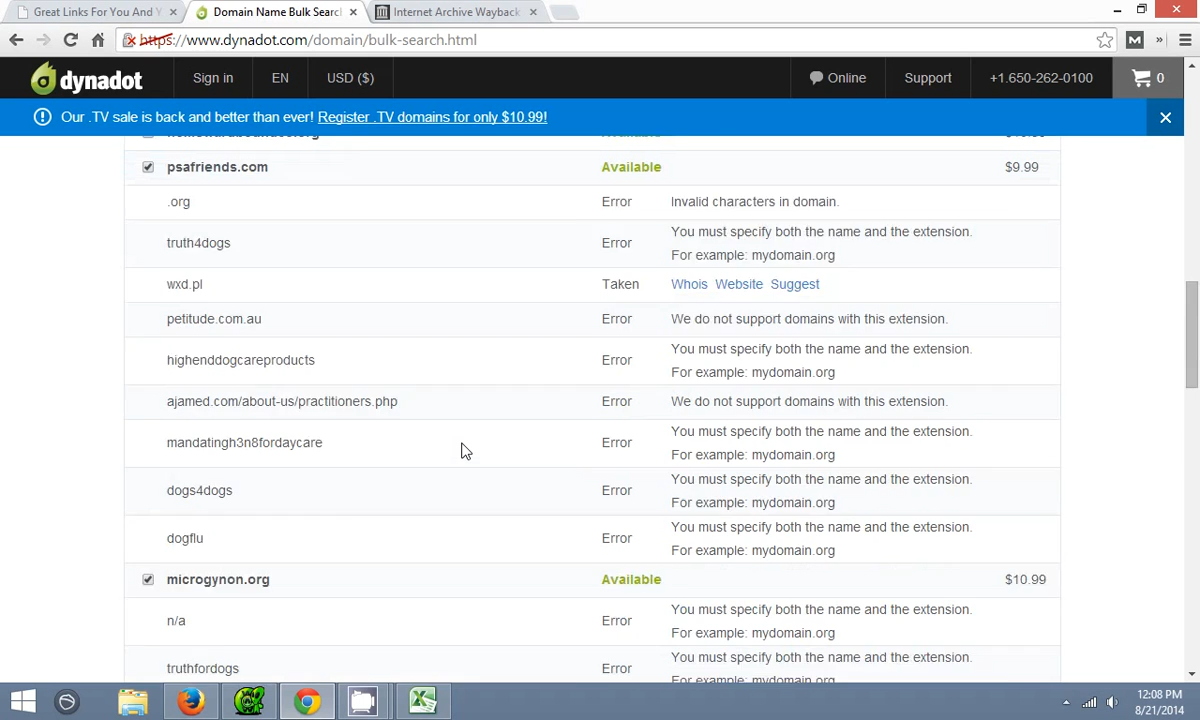 Great Links For You And Y
Domain Name Bulk Searc
Internet Archive Wayback
https://www.dynadot.com/domain/bulk-search.html
M
»
dynadot
Sign in
EN
USD ($)
Online
Support
+1.650-262-0100
0
Our .TV sale is back and better than ever! Register .TV domains for only $10.99!
psafriends.com Available $9.99
.org Error Invalid characters in domain.
truth4dogs Error You must specify both the name and the extension.
For example: mydomain.org
wxd.pl Taken Whois Website Suggest
petitude.com.au Error We do not support domains with this extension.
highenddogcareproducts Error You must specify both the name and the extension.
For example: mydomain.org
ajamed.com/about-us/practitioners.php Error We do not support domains with this extension.
mandatingh3n8fordaycare Error You must specify both the name and the extension.
For example: mydomain.org
dogs4dogs Error You must specify both the name and the extension.
For example: mydomain.org
dogflu Error You must specify both the name and the extension.
For example: mydomain.org
microgynon.org Available $10.99
n/a Error You must specify both the name and the extension.
For example: mydomain.org
truthfordogs Error You must specify both the name and the extension.
For example: mydomain.org
12:08 PM
8/21/2014